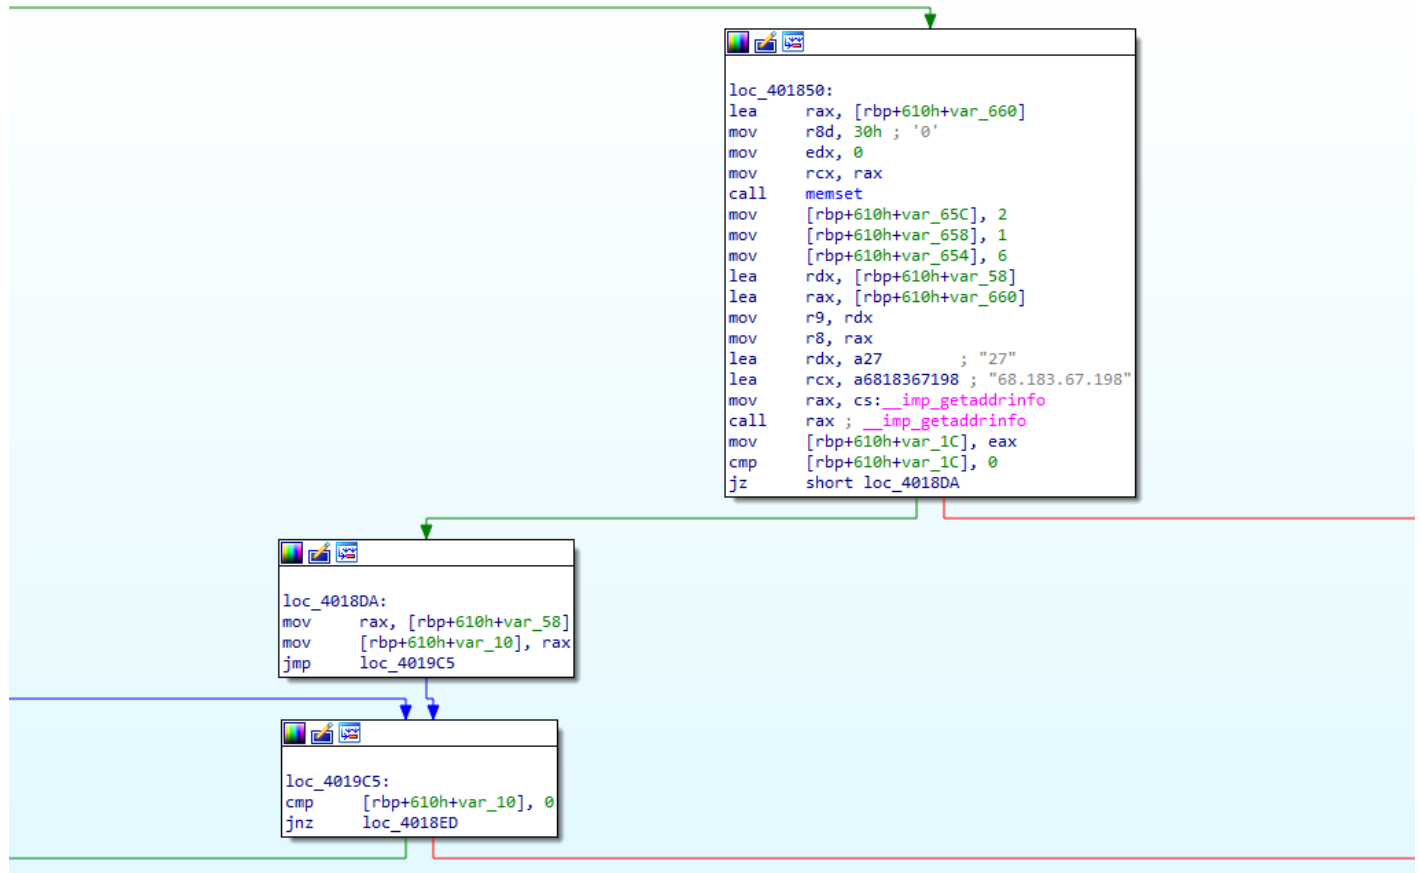 loc_401850:
lea rax, [rbp+610h+var_660]
mov r8d, 30h ; '0'
mov edx, 0
mov rcx, rax
call memset
mov [rbp+610h+var_65C], 2
mov [rbp+610h+var_658], 1
mov [rbp+610h+var_654], 6
lea rdx, [rbp+610h+var_58]
lea rax, [rbp+610h+var_660]
mov r9, rdx
mov r8, rax
lea rdx, a27 ; "27"
lea rcx, a6818367198 ; "68.183.67.198"
mov rax, cs:__imp_getaddrinfo
call rax ; __imp_getaddrinfo
mov [rbp+610h+var_1C], eax
cmp [rbp+610h+var_1C], 0
jz short loc_4018DA
loc_4018DA:
mov rax, [rbp+610h+var_58]
mov [rbp+610h+var_10], rax
jmp loc_4019C5
loc_4019C5:
cmp [rbp+610h+var_10], 0
jnz loc_4018ED